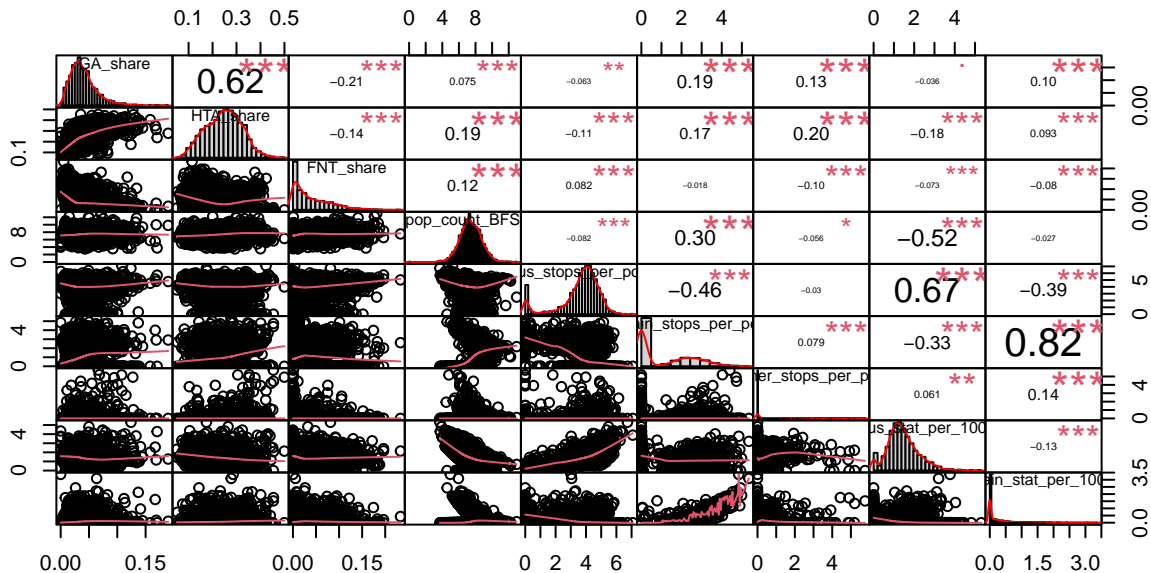 0.1 0.3 0.5 0 4 8 0 2 4 0 2 4
GA_share 0.62 *** −0.21 *** 0.075 *** −0.063 ** 0.19 *** 0.13 *** −0.036 . 0.10 *** 0.00
0.1 HTA_share −0.14 *** 0.19 *** −0.11 *** 0.17 *** 0.20 *** −0.18 *** 0.093 ***
FNT_share 0.12 *** 0.082 *** −0.018 −0.10 *** −0.073 *** −0.08 *** 0.00
0 8 pop_count_BFS −0.082 *** 0.30 *** −0.056 * −0.52 *** −0.027
us_stops_per_po −0.46 *** −0.03 0.67 *** −0.39 *** 0 5
0 4 in_stops_per_po 0.079 *** −0.33 *** 0.82 ***
er_stops_per_p 0.061 ** 0.14 *** 0 4
0 4 us_stat_per_100 −0.13 ***
in_stat_per_100 0.0 3.5
0.00 0.15 0.00 0.15 0 2 4 6 0 2 4 0.0 1.5 3.0